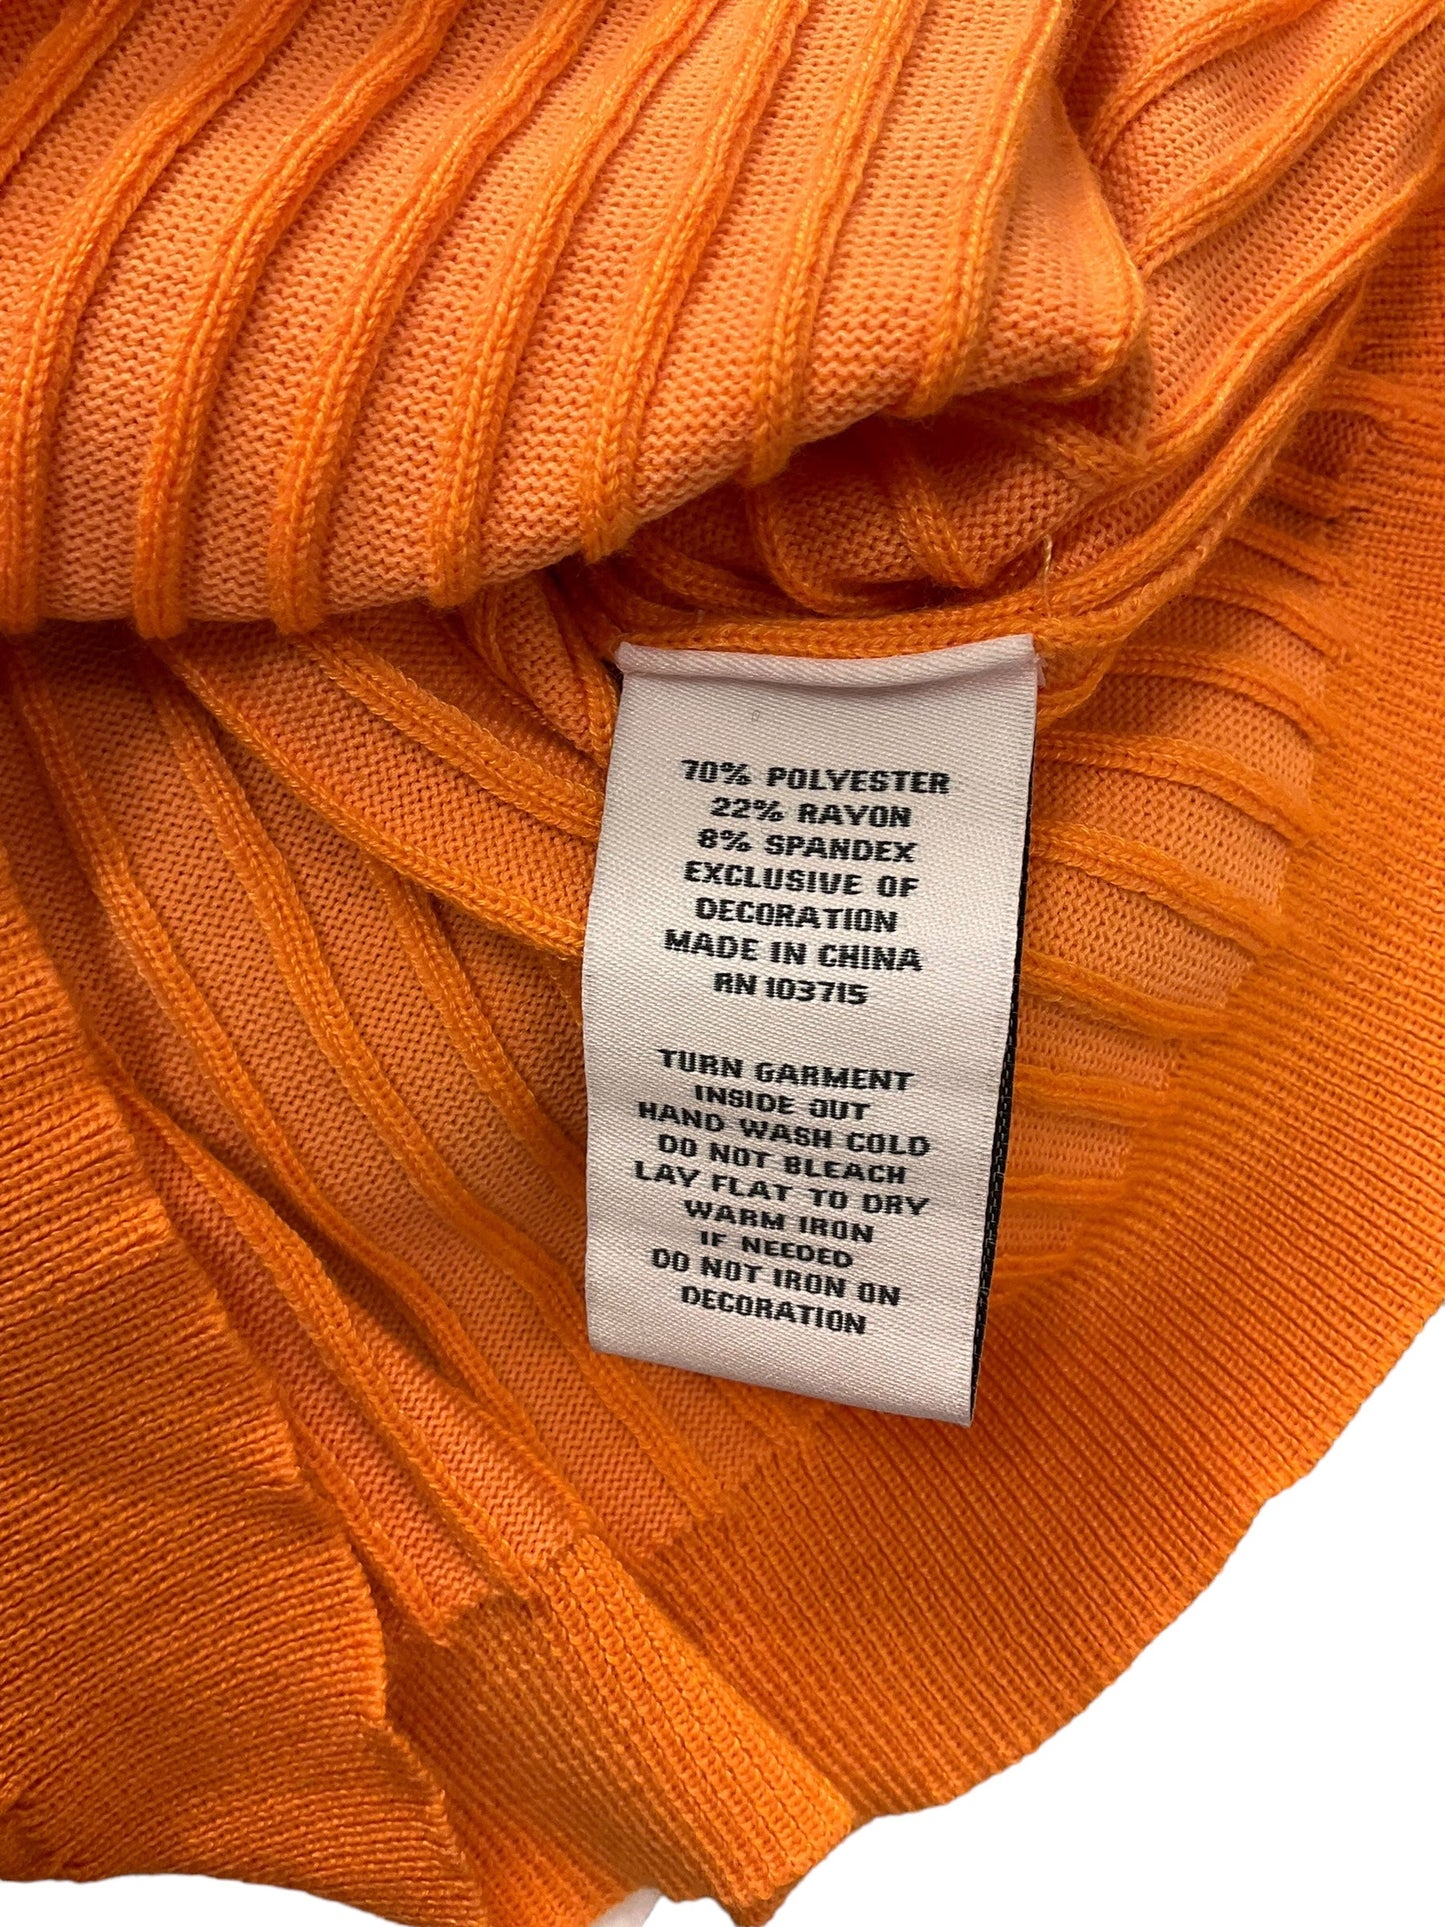 70% POLYESTER
22% RAYON
8% SPANDEX
EXCLUSIVE OF
DECORATION
MADE IN CHINA
RN 103715
TURN GARMENT
INSIDE OUT
HAND WASH COLD
DO NOT BLEACH
LAY FLAT TO DRY
WARM IRON
IF NEEDED
DO NOT IRON ON
DECORATION